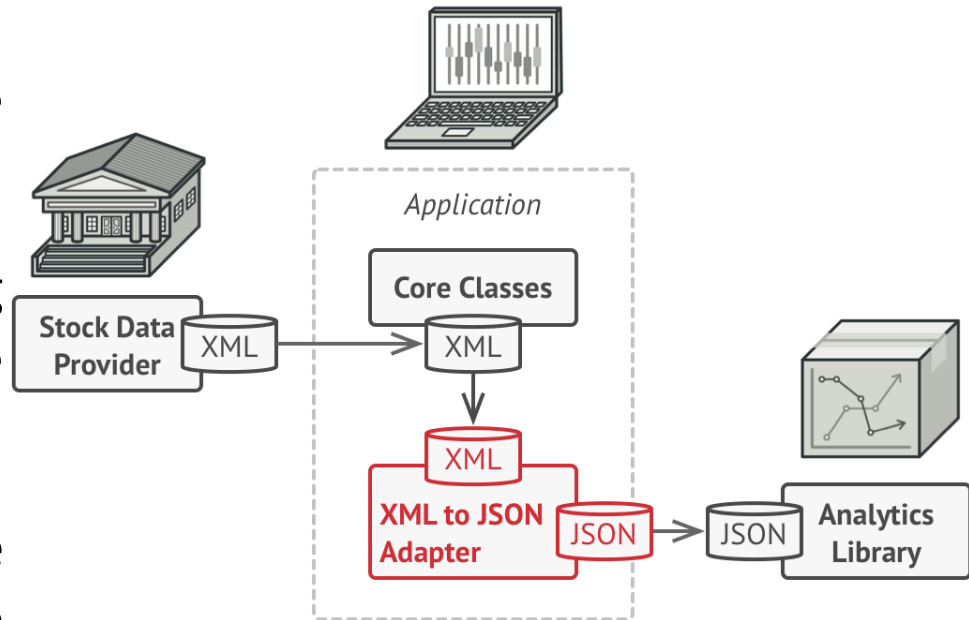 Application
Core Classes
Stock Data
Provider
XML
XML
XML
XML to JSON
Adapter
JSON
JSON
Analytics
Library